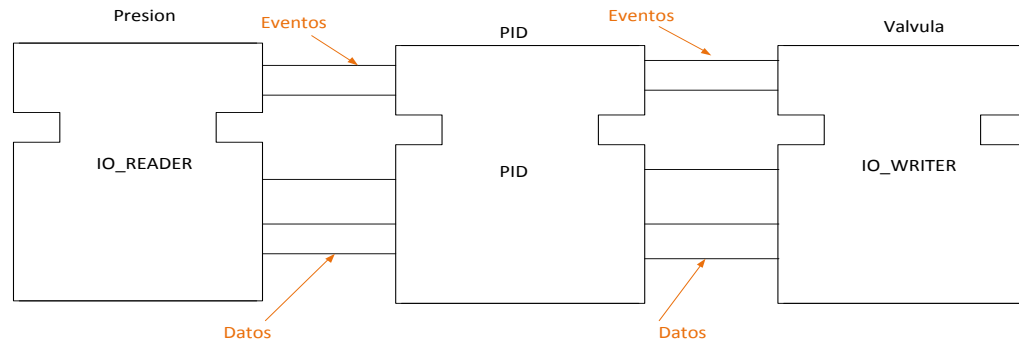 Presion
Eventos
PID
Eventos
Valvula
IO_READER
PID
IO_WRITER
Datos
Datos